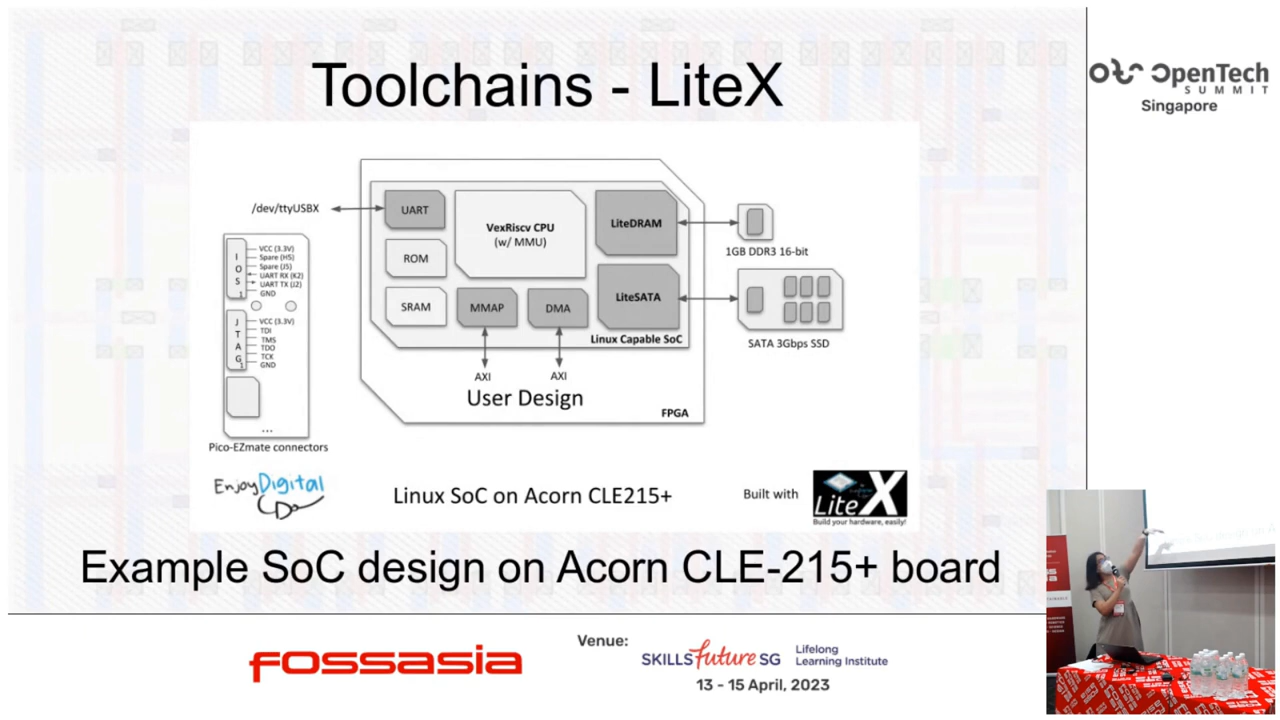 Toolchains - LiteX
OpenTech
SUMMIT
Singapore
/dev/ttyUSBX
UART
VexRiscv CPU
(w/ MMU)
LiteDRAM
1GB DDR3 16-bit
ROM
SRAM
MMAP
DMA
LiteSATA
Linux Capable SoC
SATA 3Gbps SSD
AXI
AXI
User Design
FPGA
I
O
S
1
VCC (3.3V)
Spare (H5)
Spare (J5)
UART RX (K2)
UART TX (J2)
GND
J
T
A
G
1
VCC (3.3V)
TDI
TMS
TDO
TCK
GND
...
Pico-EZmate connectors
EnjoyDigital
Linux SoC on Acorn CLE215+
Built with
LiteX
Build your hardware, easily!
Example SoC design on Acorn CLE-215+ board
FOSSASIA
Venue:
SKILLSfuture SG
Lifelong
Learning Institute
13 - 15 April, 2023